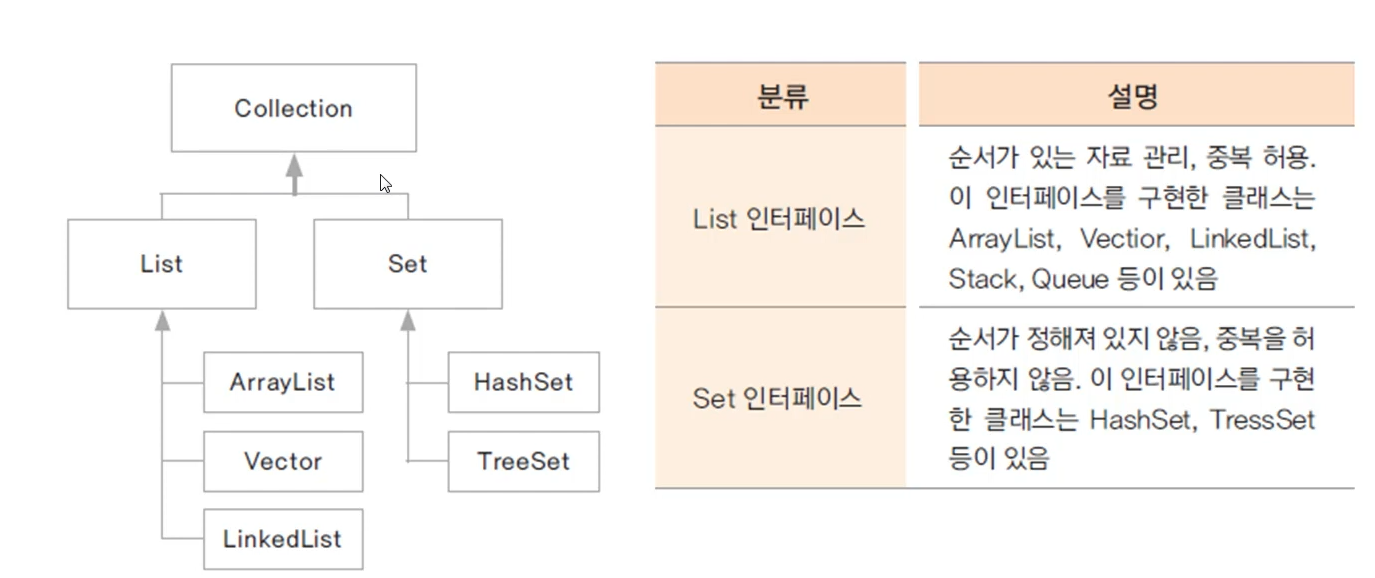 Collection
List
Set
ArrayList
HashSet
Vector
TreeSet
LinkedList
분류
설명
List 인터페이스
순서가 있는 자료 관리, 중복 허용.
이 인터페이스를 구현한 클래스는
ArrayList, Vectior, LinkedList,
Stack, Queue 등이 있음
Set 인터페이스
순서가 정해져 있지 않음, 중복을 허
용하지 않음. 이 인터페이스를 구현
한 클래스는 HashSet, TressSet
등이 있음